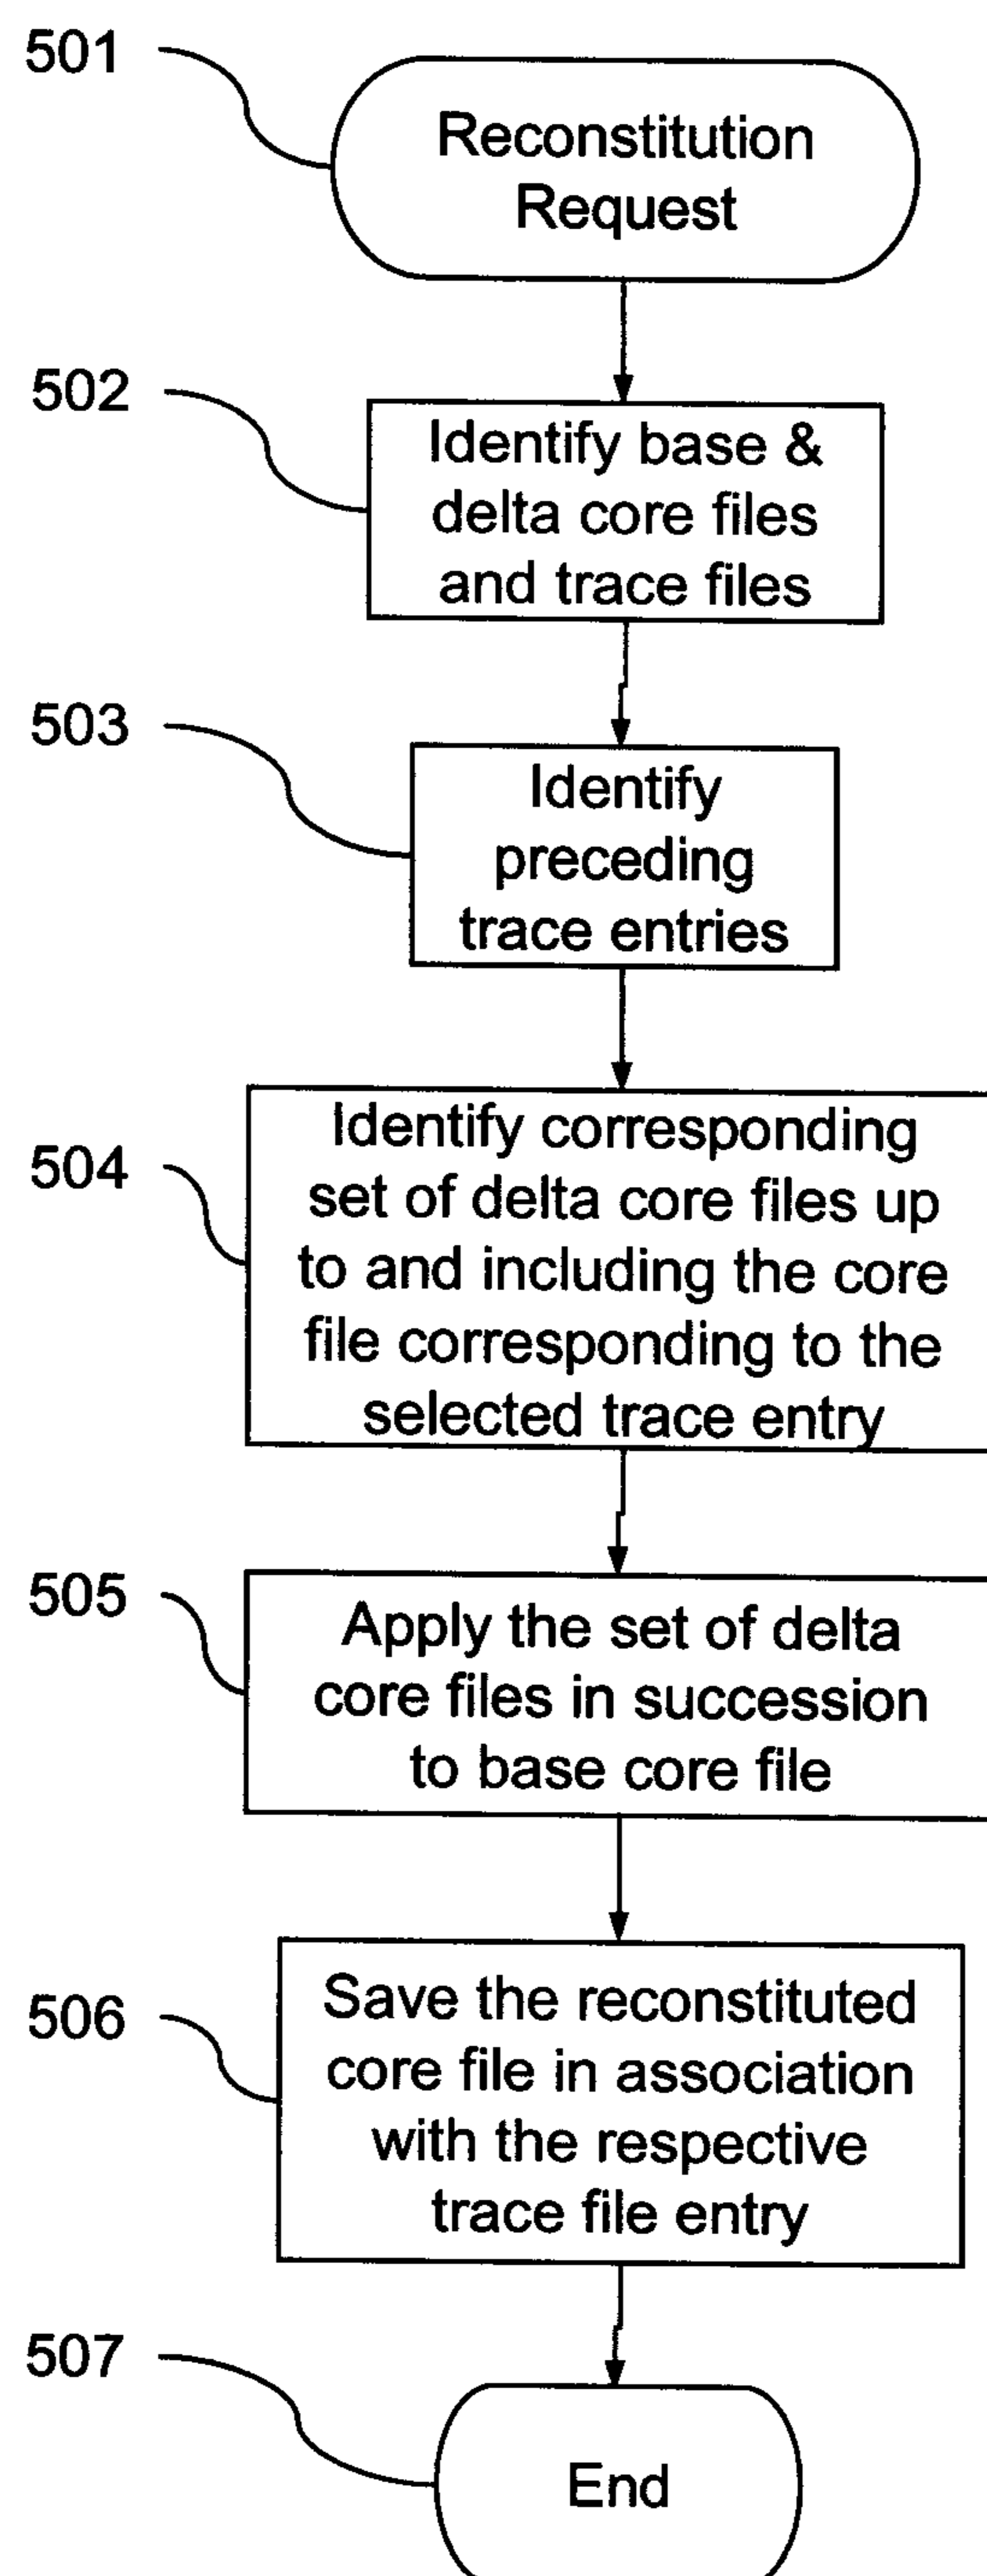 501
Reconstitution
Request
502
Identify base &
delta core files
and trace files
503
Identify
preceding
trace entries
504
Identify corresponding
set of delta core files up
to and including the core
file corresponding to the
selected trace entry
505
Apply the set of delta
core files in succession
to base core file
506
Save the reconstituted
core file in association
with the respective
trace file entry
507
End